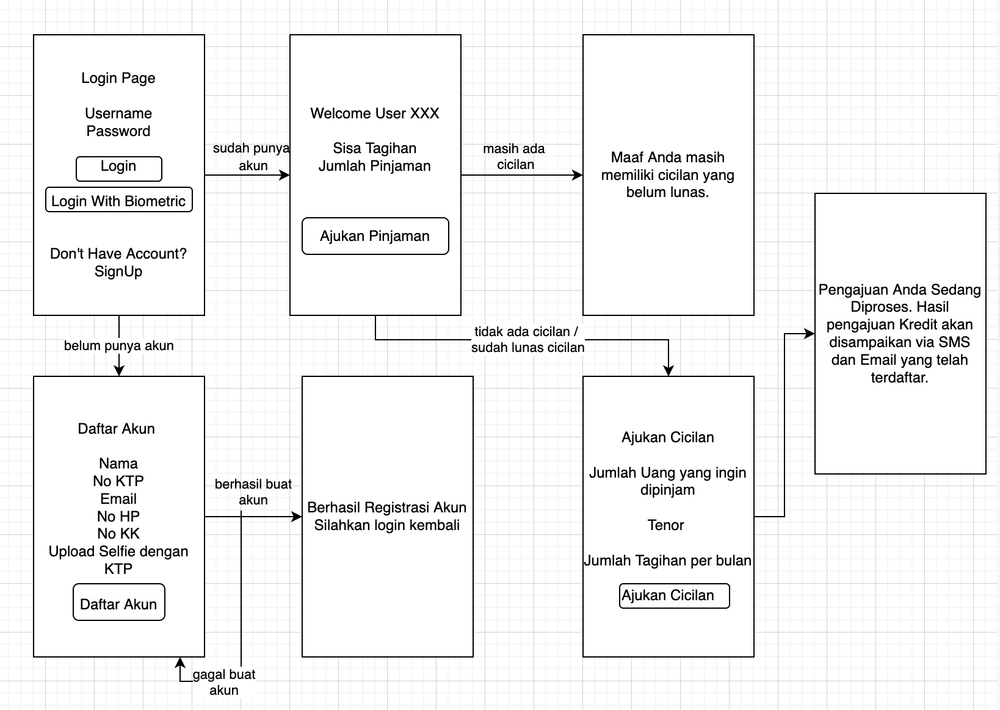 Login Page
Username
Password
Login
Login With Biometric
Don't Have Account?
SignUp
sudah punya
akun
Welcome User XXX
Sisa Tagihan
Jumlah Pinjaman
Ajukan Pinjaman
masih ada
cicilan
Maaf Anda masih
memiliki cicilan yang
belum lunas.
belum punya akun
tidak ada cicilan /
sudah lunas cicilan
Pengajuan Anda Sedang
Diproses. Hasil
pengajuan Kredit akan
disampaikan via SMS
dan Email yang telah
terdaftar.
Daftar Akun
Nama
No KTP
Email
No HP
No KK
Upload Selfie dengan
KTP
Daftar Akun
berhasil buat
akun
gagal buat
akun
Berhasil Registrasi Akun
Silahkan login kembali
Ajukan Cicilan
Jumlah Uang yang ingin
dipinjam
Tenor
Jumlah Tagihan per bulan
Ajukan Cicilan